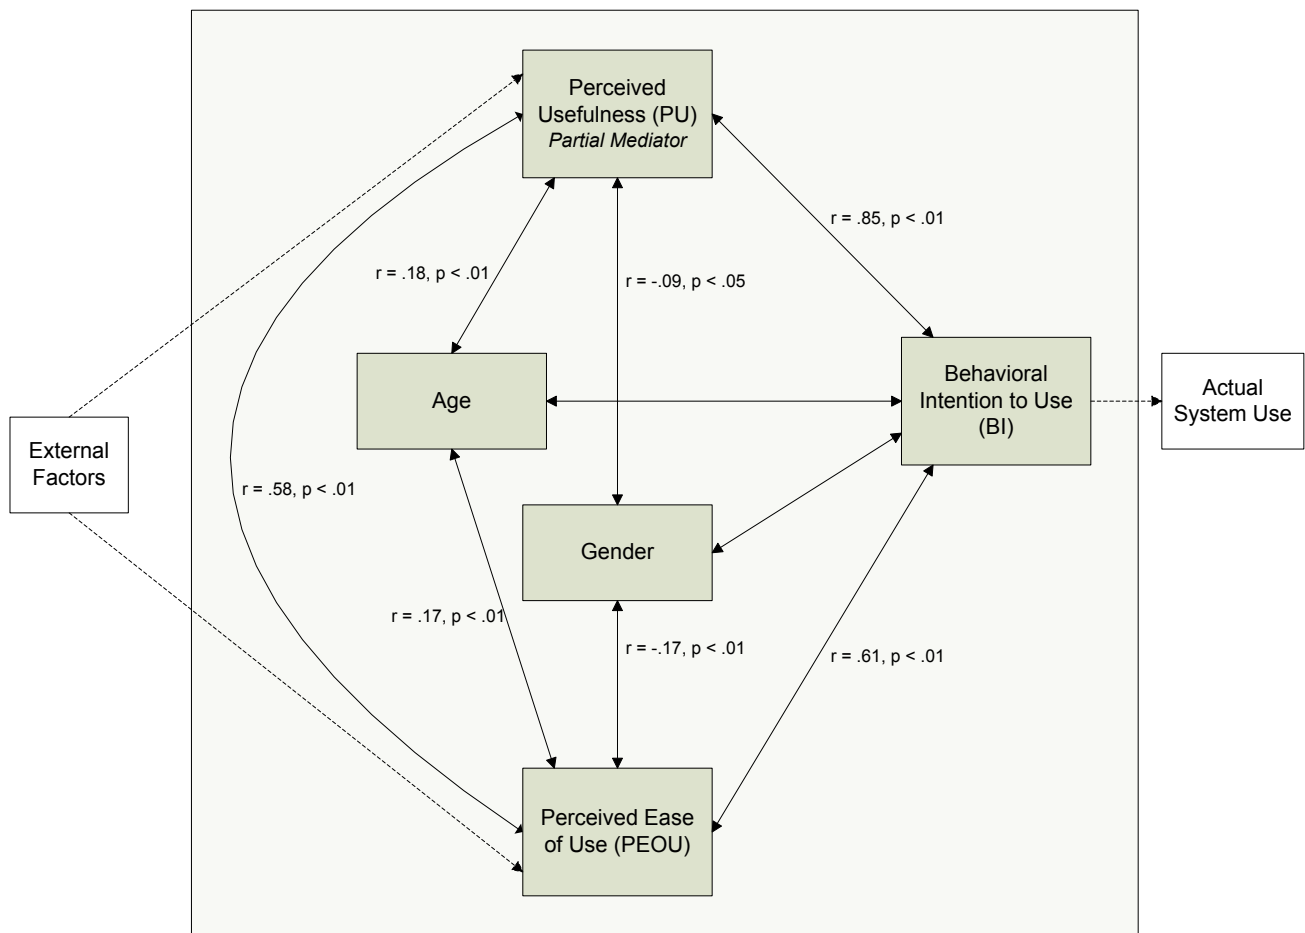 Perceived
Usefulness (PU)
Partial Mediator
r = .85, p < .01
r = .18, p < .01
r = -.09, p < .05
Age
Behavioral
Intention to Use
(BI)
Actual
System Use
External
Factors
r = .58, p < .01
Gender
r = .17, p < .01
r = -.17, p < .01
r = .61, p < .01
Perceived Ease
of Use (PEOU)